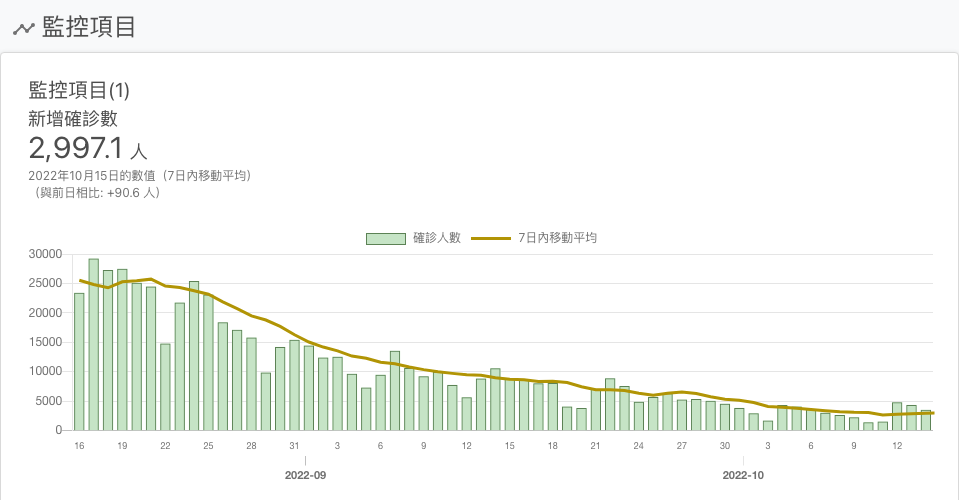 監控項目
監控項目(1)
新增確診數
2,997.1 人
2022年10月15日的數值（7日內移動平均）
（與前日相比: +90.6 人）
確診人數 7日內移動平均
30000
25000
20000
15000
10000
5000
0
16 19 22 25 28 31 3 6 9 12 15 18 21 24 27 30 3 6 9 12
2022-09 2022-10